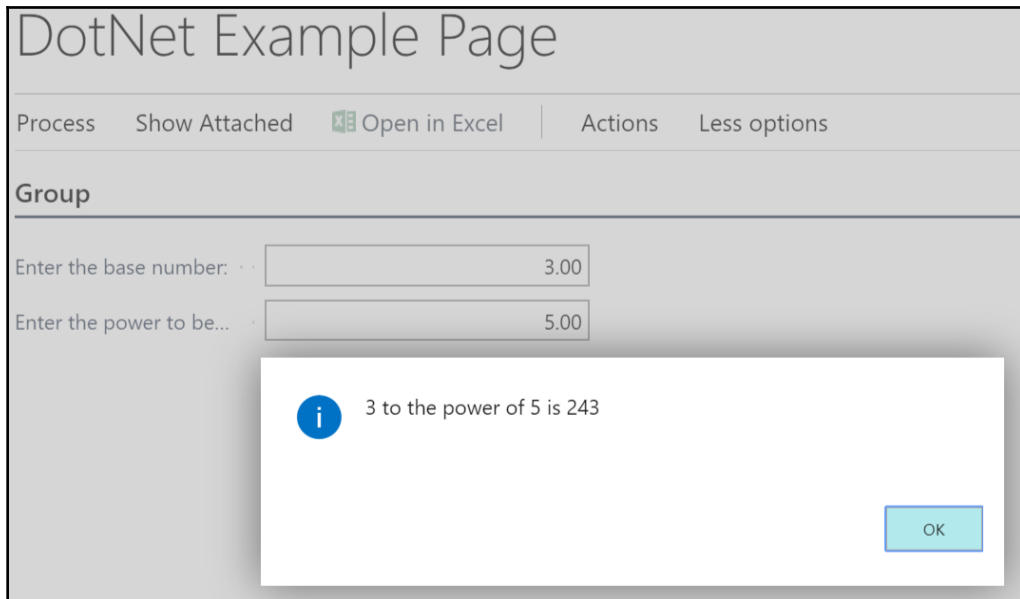 DotNet Example Page
Process Show Attached Open in Excel Actions Less options
Group
Enter the base number: 3.00
Enter the power to be... 5.00
i 3 to the power of 5 is 243
OK